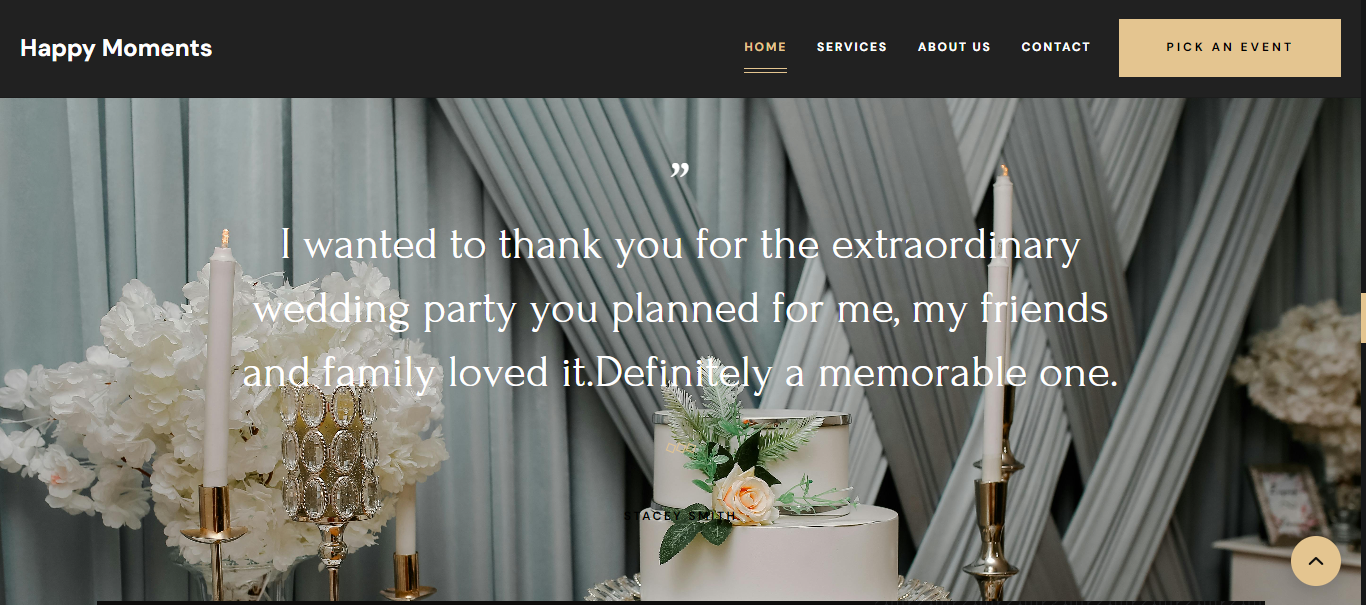 Happy Moments
HOME SERVICES ABOUT US CONTACT PICK AN EVENT
”
I wanted to thank you for the extraordinary
wedding party you planned for me, my friends
and family loved it.Definitely a memorable one.
STACEY SMITH